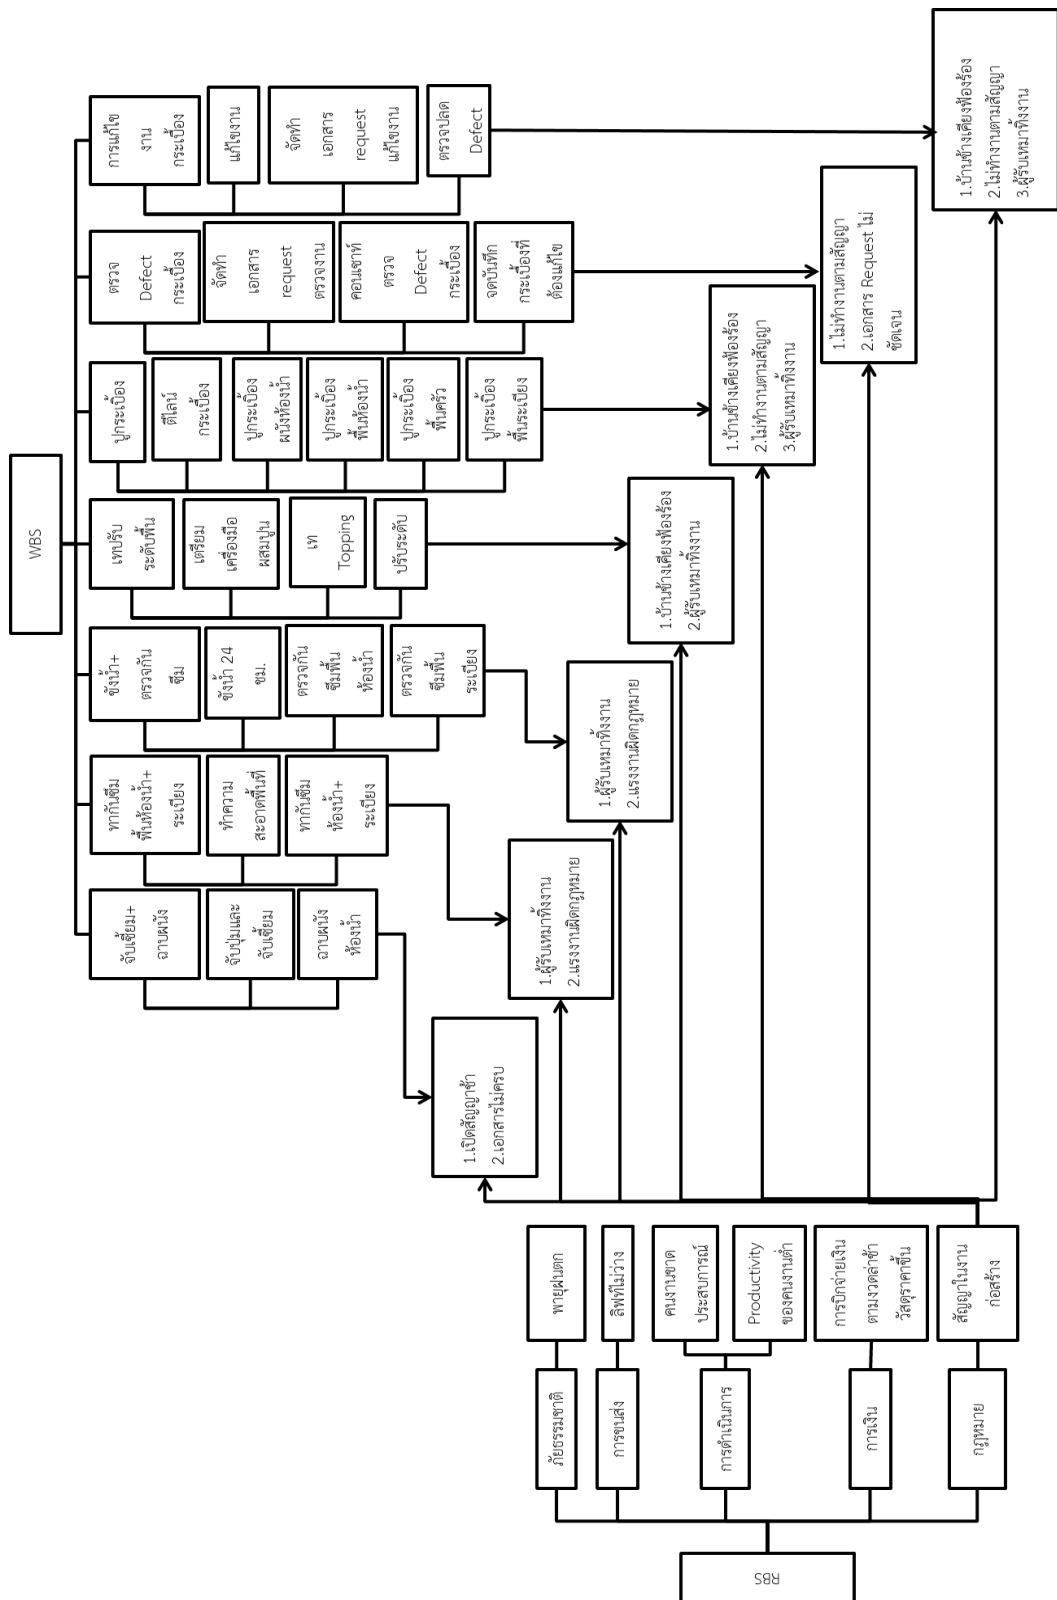 WBS
จับเซี้ยม+
ฉาบผนัง
จับปุ่มและ
จับเซี้ยม
ฉาบผนัง
ห้องน้ำ
ทากันซึม
พื้นห้องน้ำ+
ระเบียง
ทำความ
สะอาดพื้นที่
ทากันซึม
ห้องน้ำ+
ระเบียง
ขังน้ำ+
ตรวจกัน
ซึม
ขังน้ำ 24
ชม.
ตรวจกัน
ซึมพื้น
ห้องน้ำ
ตรวจกัน
ซึมพื้น
ระเบียง
เทปรับ
ระดับพื้น
เตรียม
เครื่องมือ
ผสมปูน
เท
Topping
ปรับระดับ
ปูกระเบื้อง
ตีไลน์
กระเบื้อง
ปูกระเบื้อง
ผนังห้องน้ำ
ปูกระเบื้อง
พื้นห้องน้ำ
ปูกระเบื้อง
พื้นครัว
ปูกระเบื้อง
พื้นระเบียง
ตรวจ
Defect
กระเบื้อง
จัดทำ
เอกสาร
request
ตรวจงาน
คอนเซาท์
ตรวจ
Defect
กระเบื้อง
จดบันทึก
กระเบื้องที่
ต้องแก้ไข
การแก้ไข
งาน
กระเบื้อง
แก้ไขงาน
จัดทำ
เอกสาร
request
แก้ไขงาน
ตรวจปลด
Defect
1.เปิดสัญญาช้า
2.เอกสารไม่ครบ
1.ผู้รับเหมาทิ้งงาน
2.แรงงานผิดกฎหมาย
1.ผู้รับเหมาทิ้งงาน
2.แรงงานผิดกฎหมาย
1.บ้านข้างเคียงฟ้องร้อง
2.ผู้รับเหมาทิ้งงาน
1.บ้านข้างเคียงฟ้องร้อง
2.ไม่ทำงานตามสัญญา
3.ผู้รับเหมาทิ้งงาน
1.ไม่ทำงานตามสัญญา
2.เอกสาร Request ไม่
ชัดเจน
1.บ้านข้างเคียงฟ้องร้อง
2.ไม่ทำงานตามสัญญา
3.ผู้รับเหมาทิ้งงาน
RBS
ภัยธรรมชาติ
พายุฝนตก
การขนส่ง
ลิฟท์ไม่ว่าง
การดำเนินการ
คนงานขาด
ประสบการณ์
Productivity
ของคนงานต่ำ
การเงิน
การเบิกจ่ายเงิน
ตามงวดล่าช้า
วัสดุราคาขึ้น
กฎหมาย
สัญญาในงาน
ก่อสร้าง